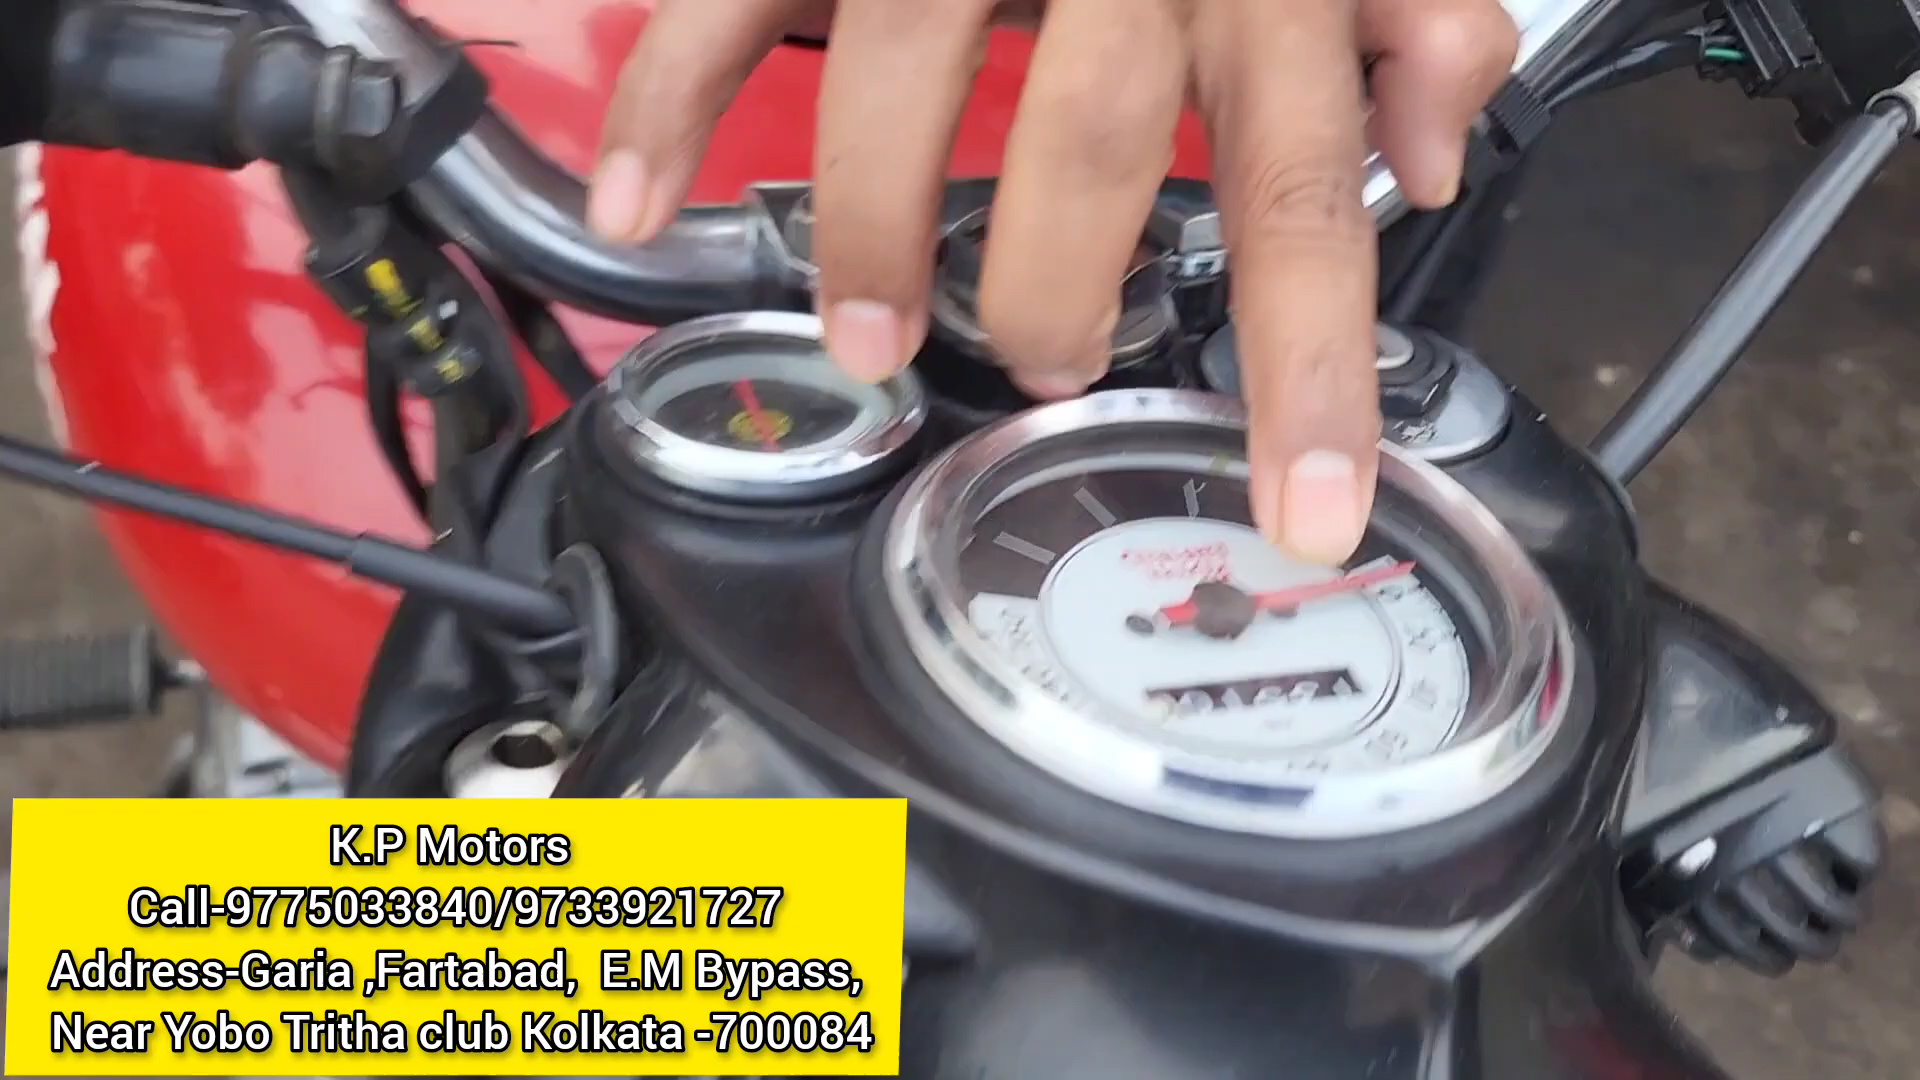 K.P Motors
Call-9775033840/9733921727
Address-Garia ,Fartabad, E.M Bypass,
Near Yobo Tritha club Kolkata -700084